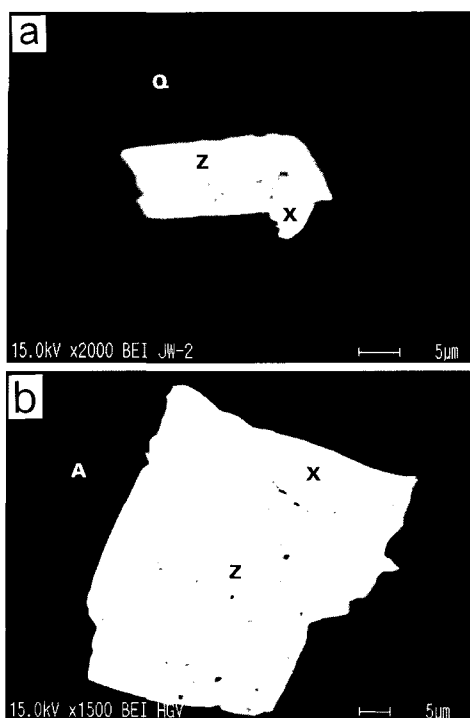 a
Q
Z
X
15.0kV x2000 BEI JW-2 5µm
b
A
X
Z
15.0kV x1500 BEI HGV 5µm